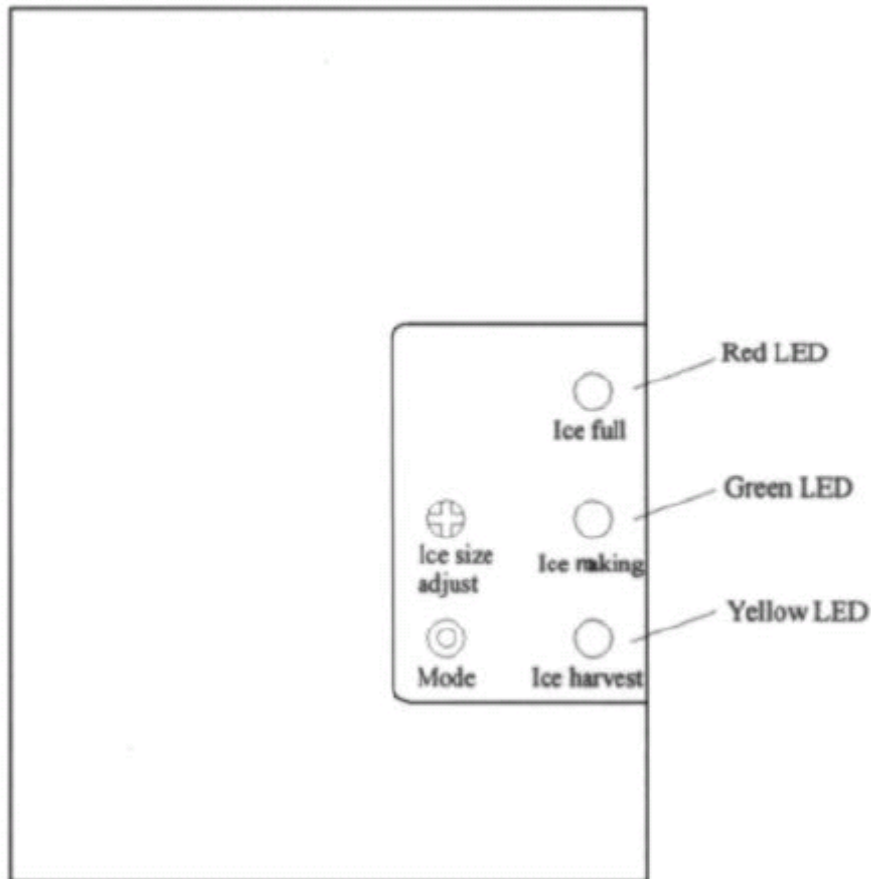 Red LED
Ice full
Green LED
Ice size
adjust
Ice making
Yellow LED
Mode
Ice harvest